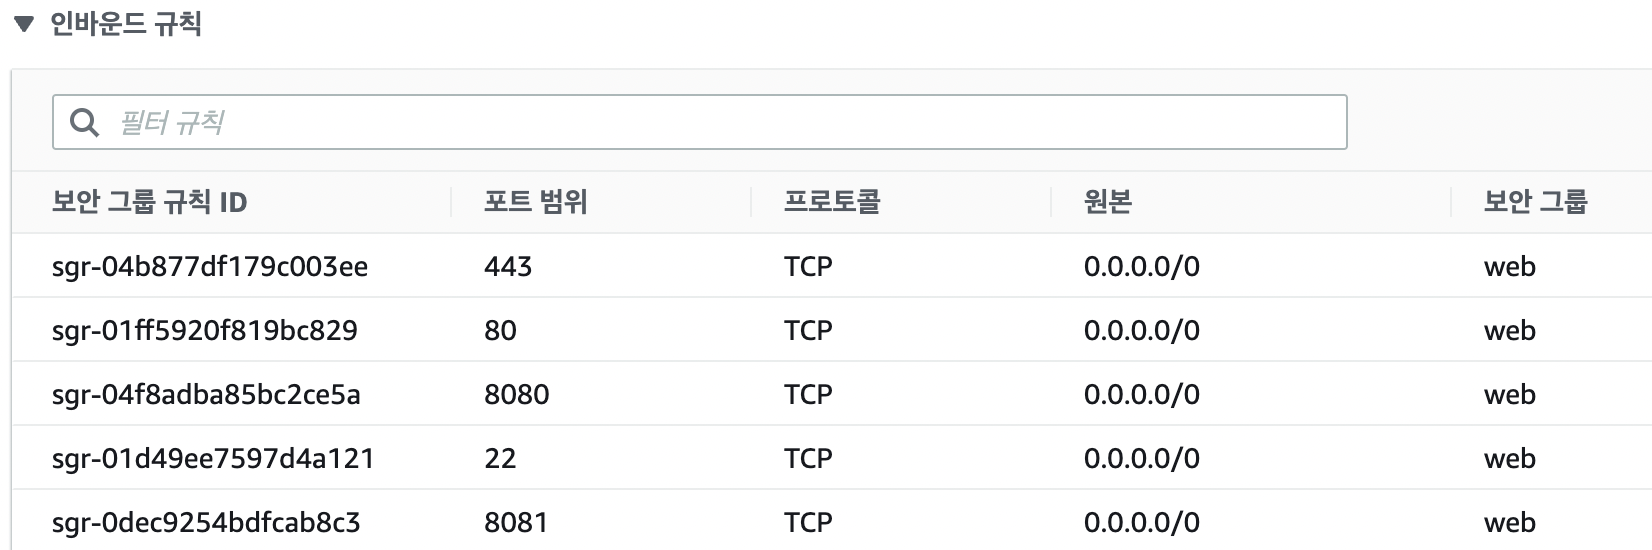 ▼ 인바운드 규칙
필터 규칙
보안 그룹 규칙 ID 포트 범위 프로토콜 원본 보안 그룹
sgr-04b877df179c003ee 443 TCP 0.0.0.0/0 web
sgr-01ff5920f819bc829 80 TCP 0.0.0.0/0 web
sgr-04f8adba85bc2ce5a 8080 TCP 0.0.0.0/0 web
sgr-01d49ee7597d4a121 22 TCP 0.0.0.0/0 web
sgr-0dec9254bdfcab8c3 8081 TCP 0.0.0.0/0 web